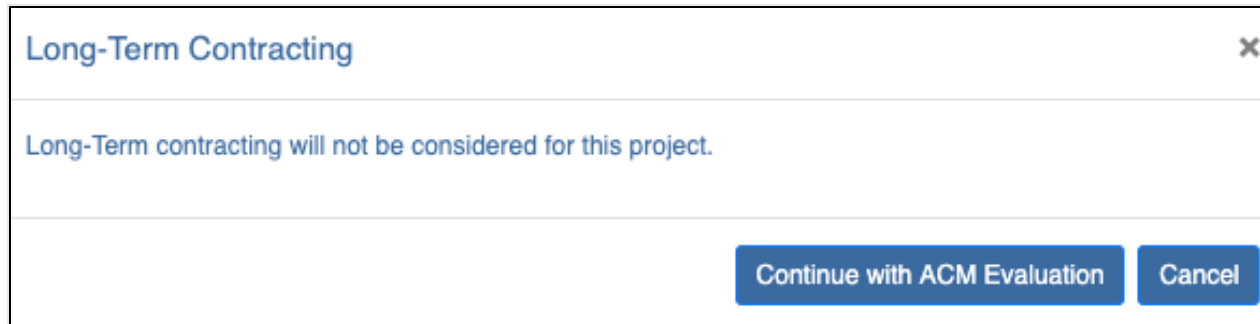 Long-Term Contracting
Long-Term contracting will not be considered for this project.
Continue with ACM Evaluation Cancel